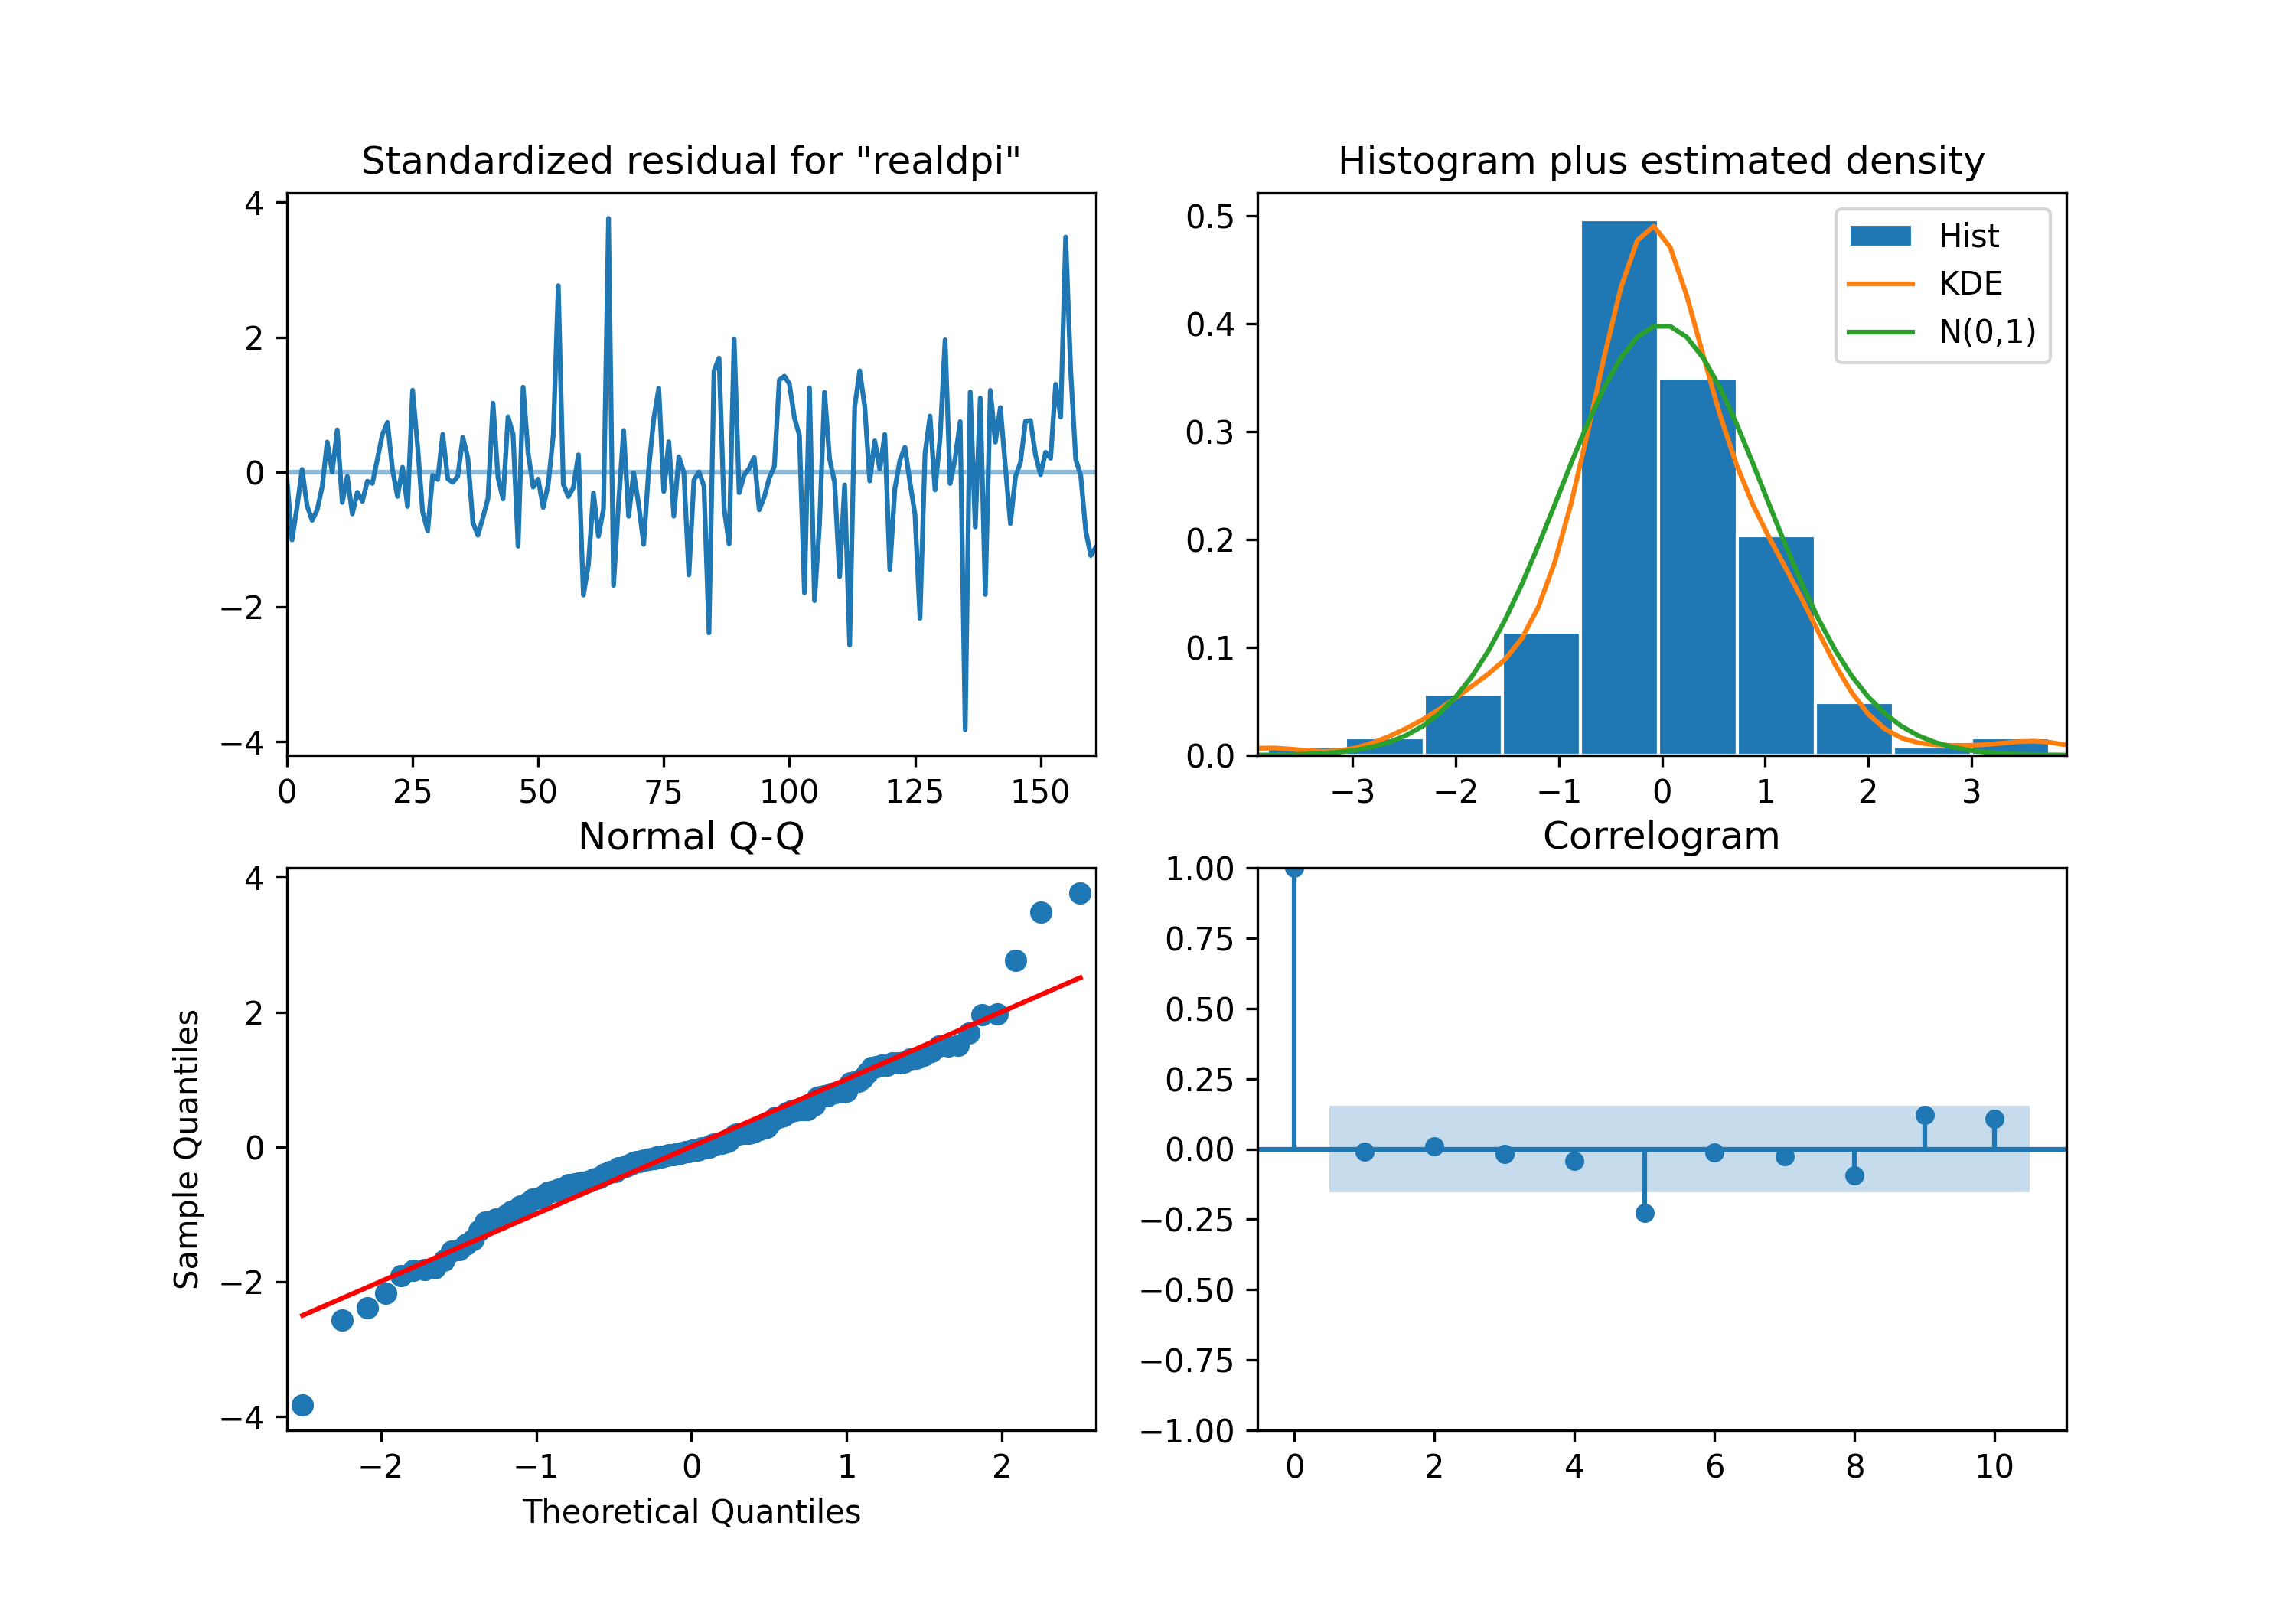 Standardized residual for "realdpi"
4
2
0
−2
−4
0 25 50 75 100 125 150
Histogram plus estimated density
0.5
0.4
0.3
0.2
0.1
0.0
−3 −2 −1 0 1 2 3
Hist
KDE
N(0,1)
Normal Q-Q
4
2
0
−2
−4
Sample Quantiles
−2 −1 0 1 2
Theoretical Quantiles
Correlogram
1.00
0.75
0.50
0.25
0.00
−0.25
−0.50
−0.75
−1.00
0 2 4 6 8 10